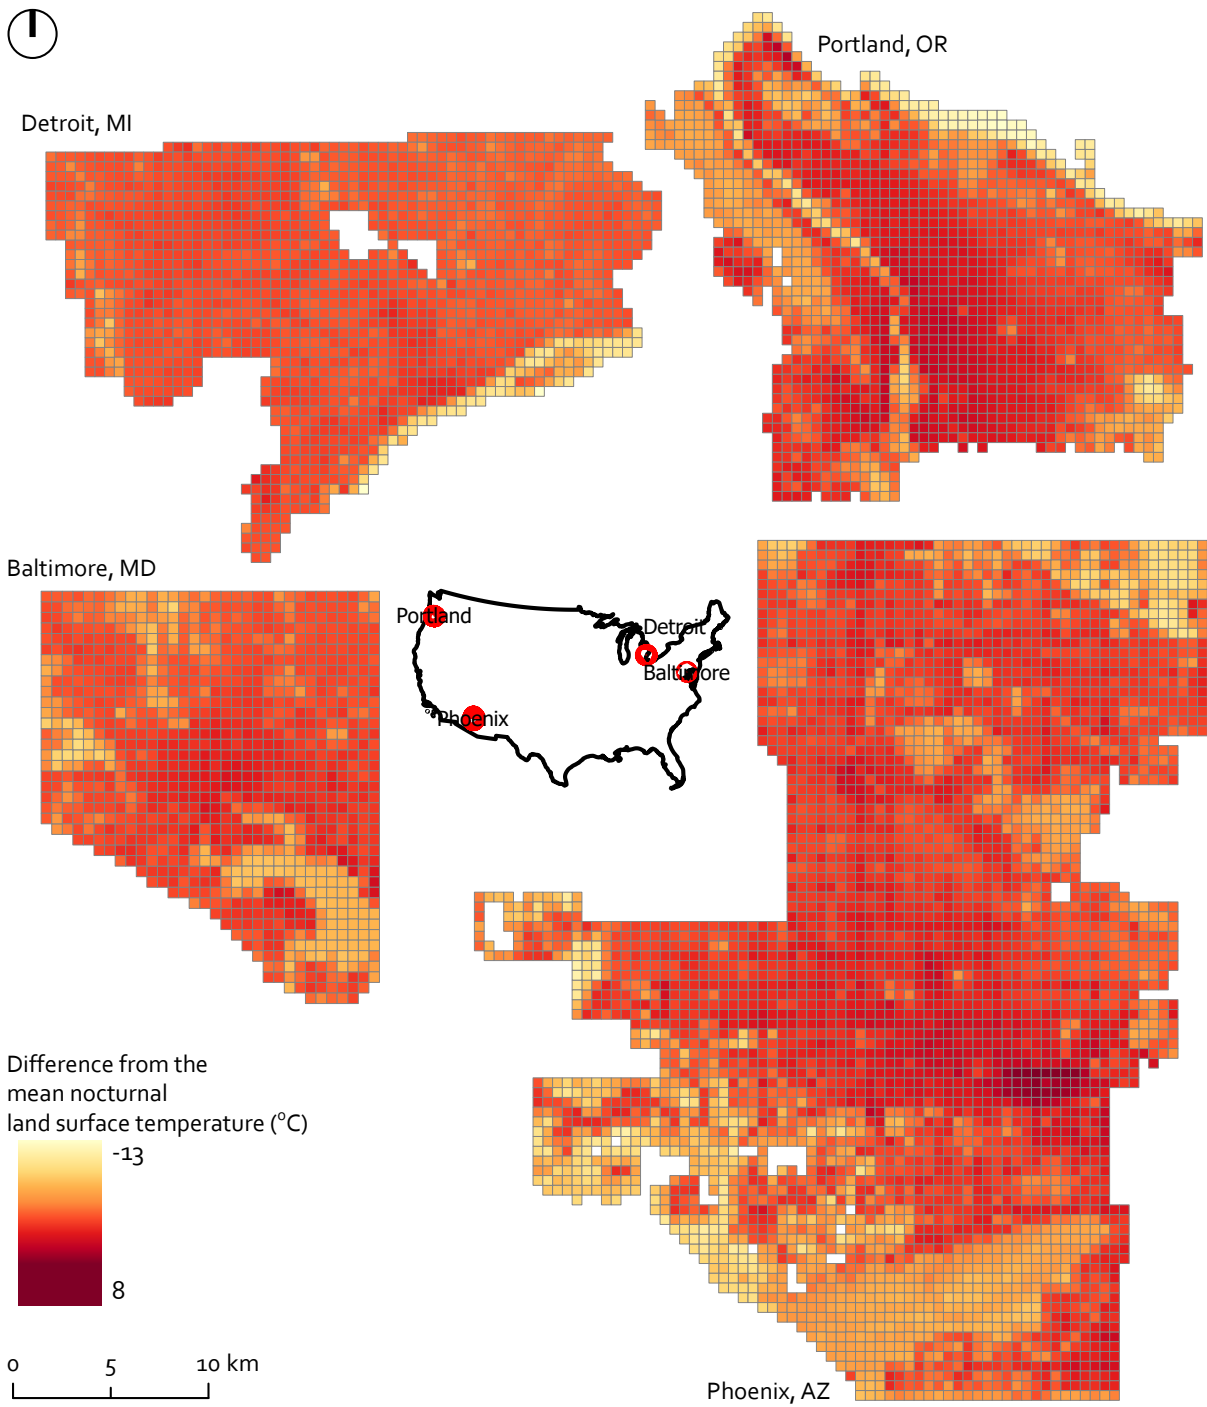 Portland, OR
Detroit, MI
Baltimore, MD
Portland
Detroit
Baltimore
Phoenix
Difference from the
mean nocturnal
land surface temperature (°C)
-13
8
0 5 10 km
Phoenix, AZ